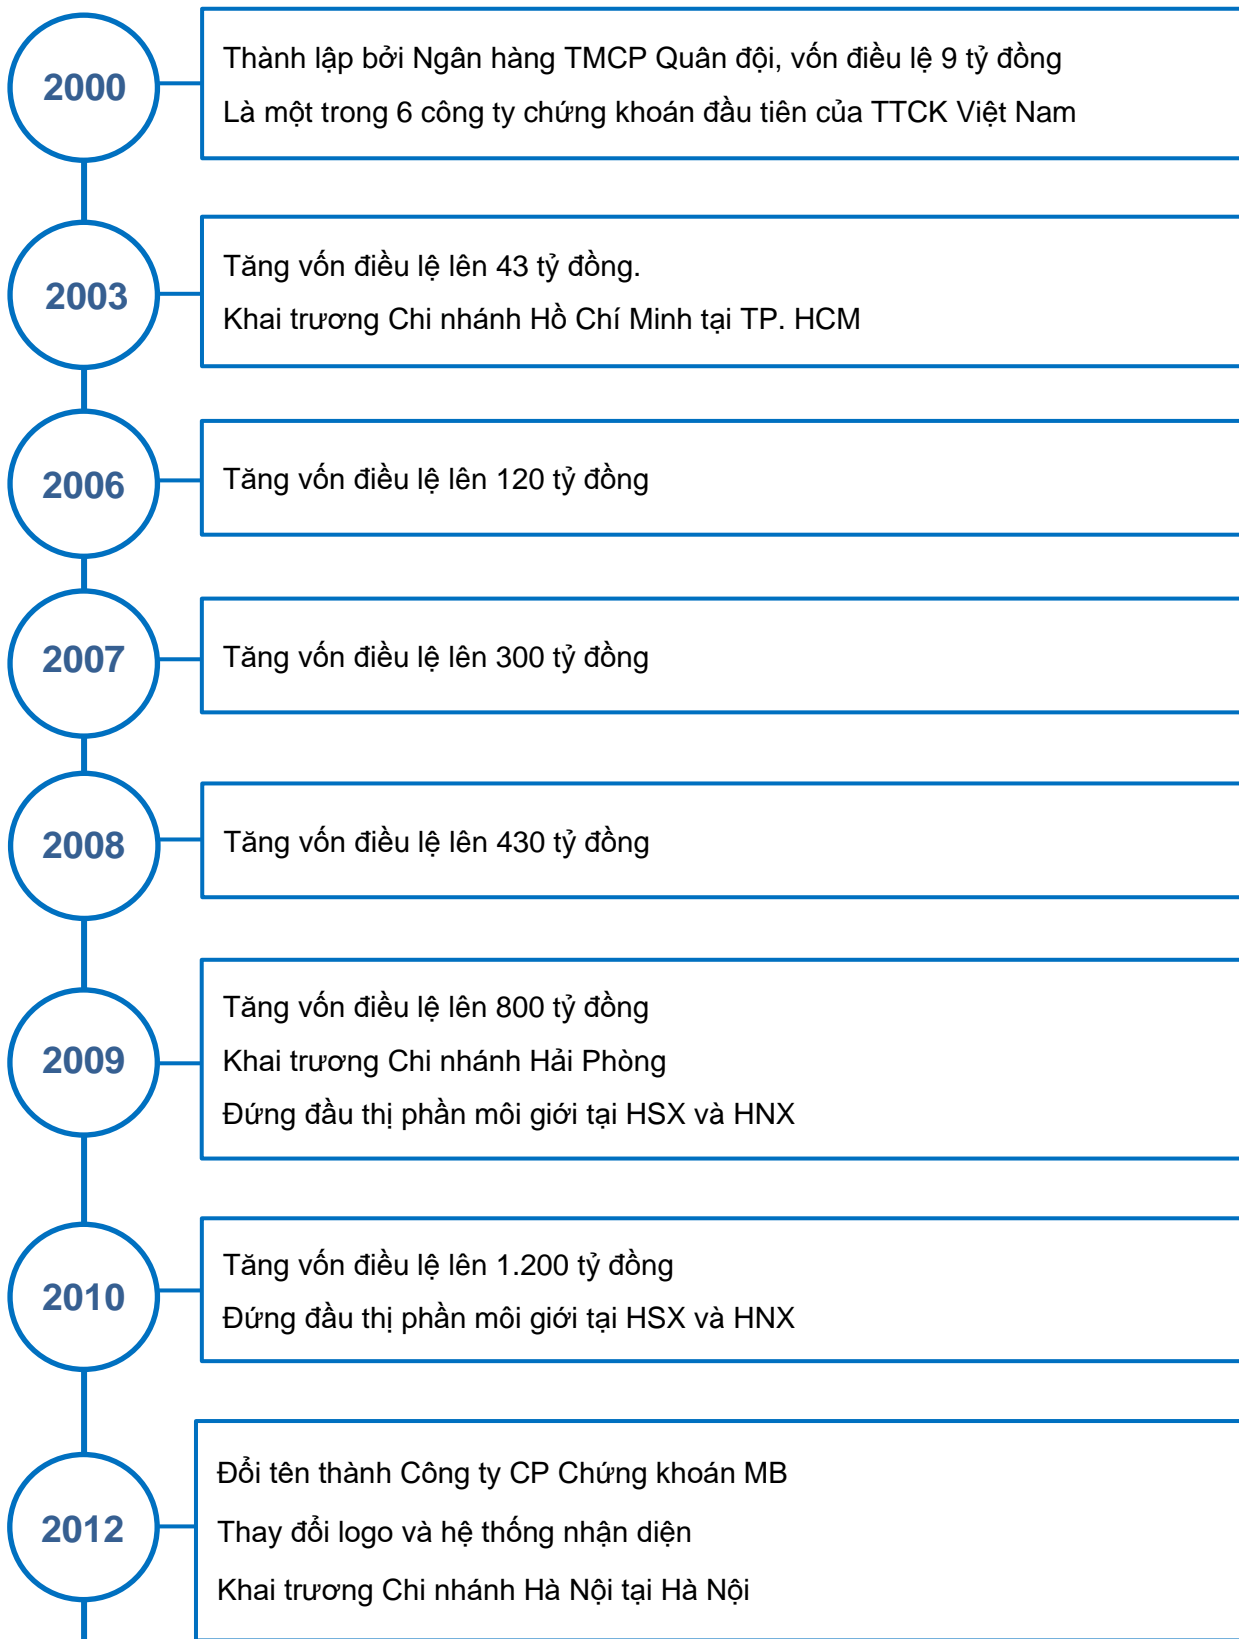 2000
Thành lập bởi Ngân hàng TMCP Quân đội, vốn điều lệ 9 tỷ đồng
Là một trong 6 công ty chứng khoán đầu tiên của TTCK Việt Nam
2003
Tăng vốn điều lệ lên 43 tỷ đồng.
Khai trương Chi nhánh Hồ Chí Minh tại TP. HCM
2006
Tăng vốn điều lệ lên 120 tỷ đồng
2007
Tăng vốn điều lệ lên 300 tỷ đồng
2008
Tăng vốn điều lệ lên 430 tỷ đồng
2009
Tăng vốn điều lệ lên 800 tỷ đồng
Khai trương Chi nhánh Hải Phòng
Đứng đầu thị phần môi giới tại HSX và HNX
2010
Tăng vốn điều lệ lên 1.200 tỷ đồng
Đứng đầu thị phần môi giới tại HSX và HNX
2012
Đổi tên thành Công ty CP Chứng khoán MB
Thay đổi logo và hệ thống nhận diện
Khai trương Chi nhánh Hà Nội tại Hà Nội